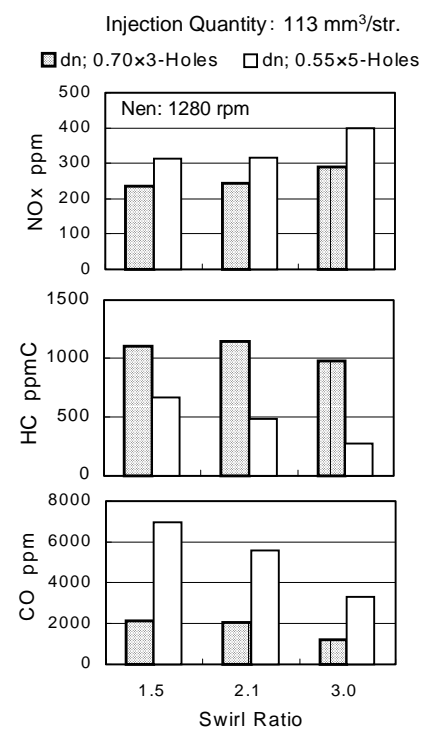 Injection Quantity: 113 mm³/str.
dn; 0.70×3-Holes dn; 0.55×5-Holes
Nen: 1280 rpm
NOx ppm
500
400
300
200
100
0
HC ppmC
1500
1000
500
0
CO ppm
8000
6000
4000
2000
0
1.5 2.1 3.0
Swirl Ratio